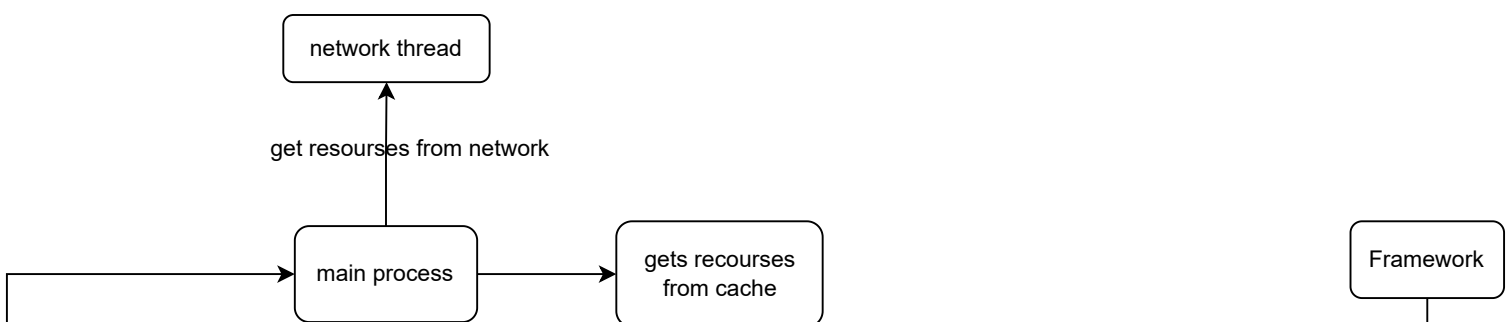 network thread
get resourses from network
main process
gets recourses
from cache
Framework